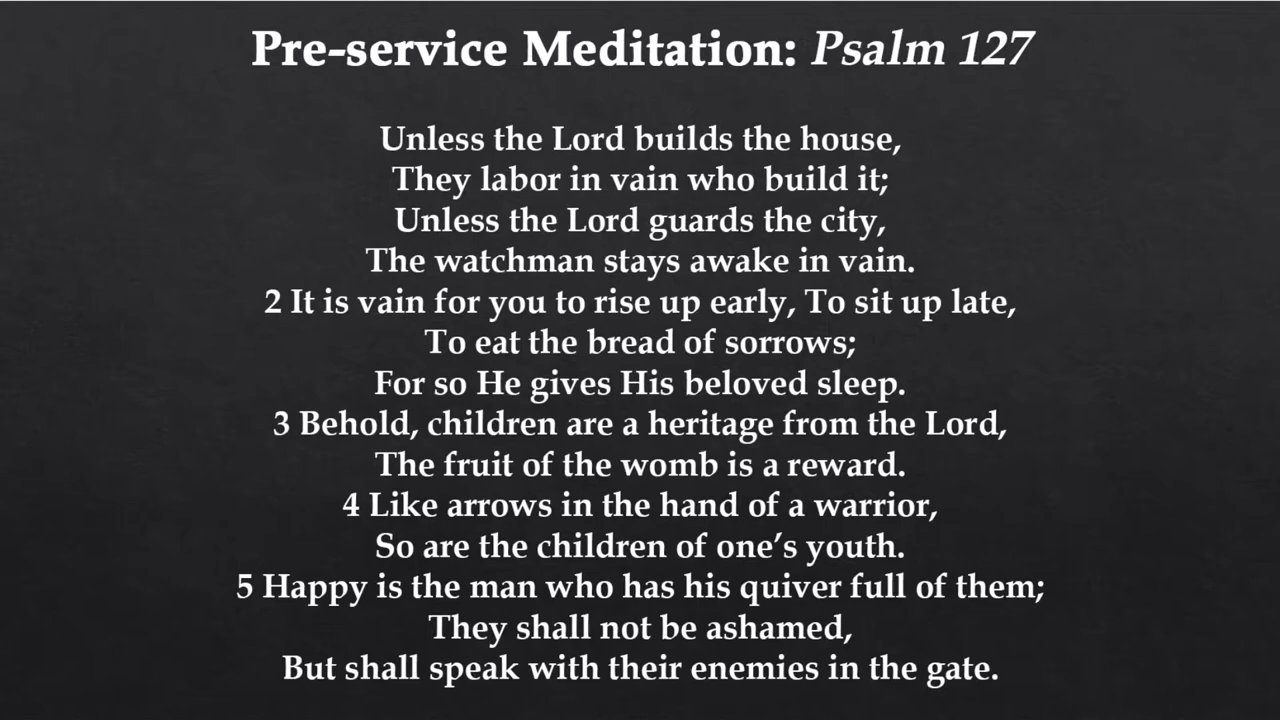 Pre-service Meditation: Psalm 127
Unless the Lord builds the house,
They labor in vain who build it;
Unless the Lord guards the city,
The watchman stays awake in vain.
2 It is vain for you to rise up early, To sit up late,
To eat the bread of sorrows;
For so He gives His beloved sleep.
3 Behold, children are a heritage from the Lord,
The fruit of the womb is a reward.
4 Like arrows in the hand of a warrior,
So are the children of one’s youth.
5 Happy is the man who has his quiver full of them;
They shall not be ashamed,
But shall speak with their enemies in the gate.